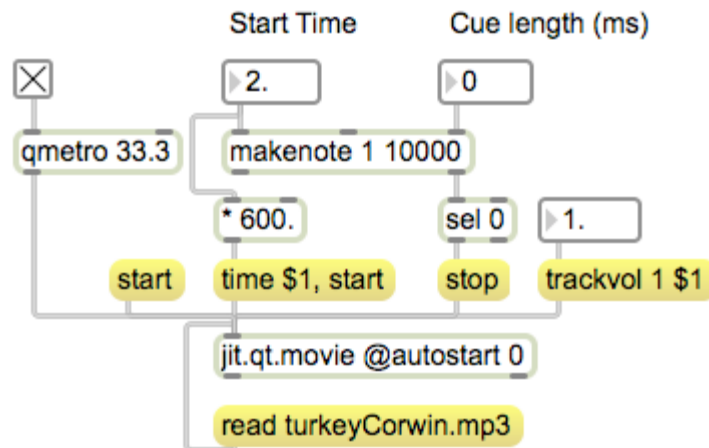 Start Time
Cue length (ms)
2.
0
qmetro 33.3
makenote 1 10000
* 600.
sel 0
1.
start
time $1, start
stop
trackvol 1 $1
jit.qt.movie @autostart 0
read turkeyCorwin.mp3